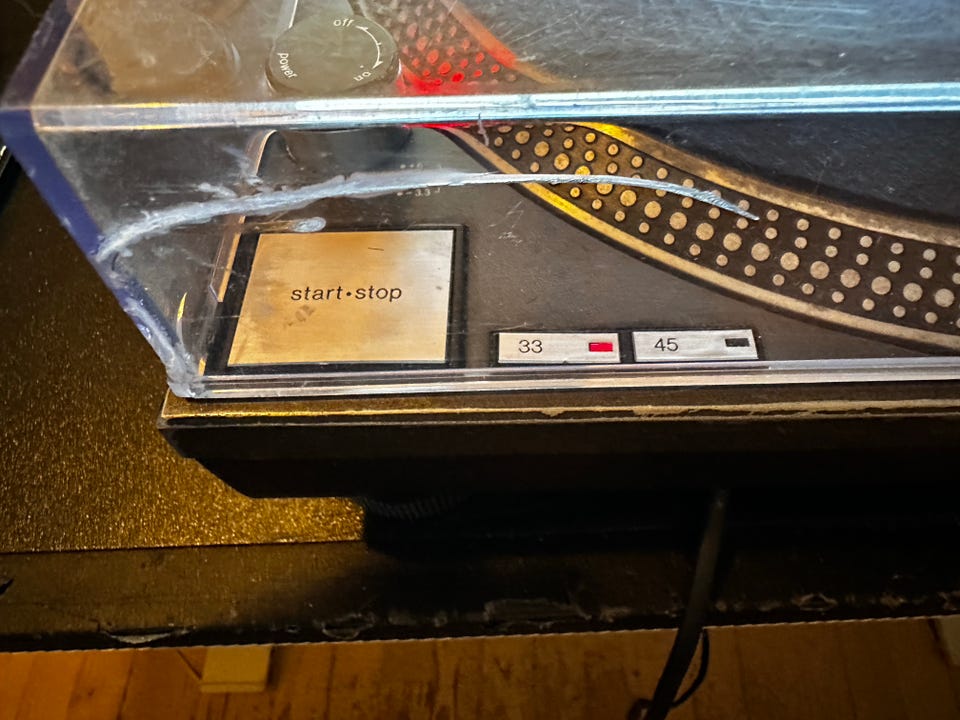 off
on
power
start•stop
33
45